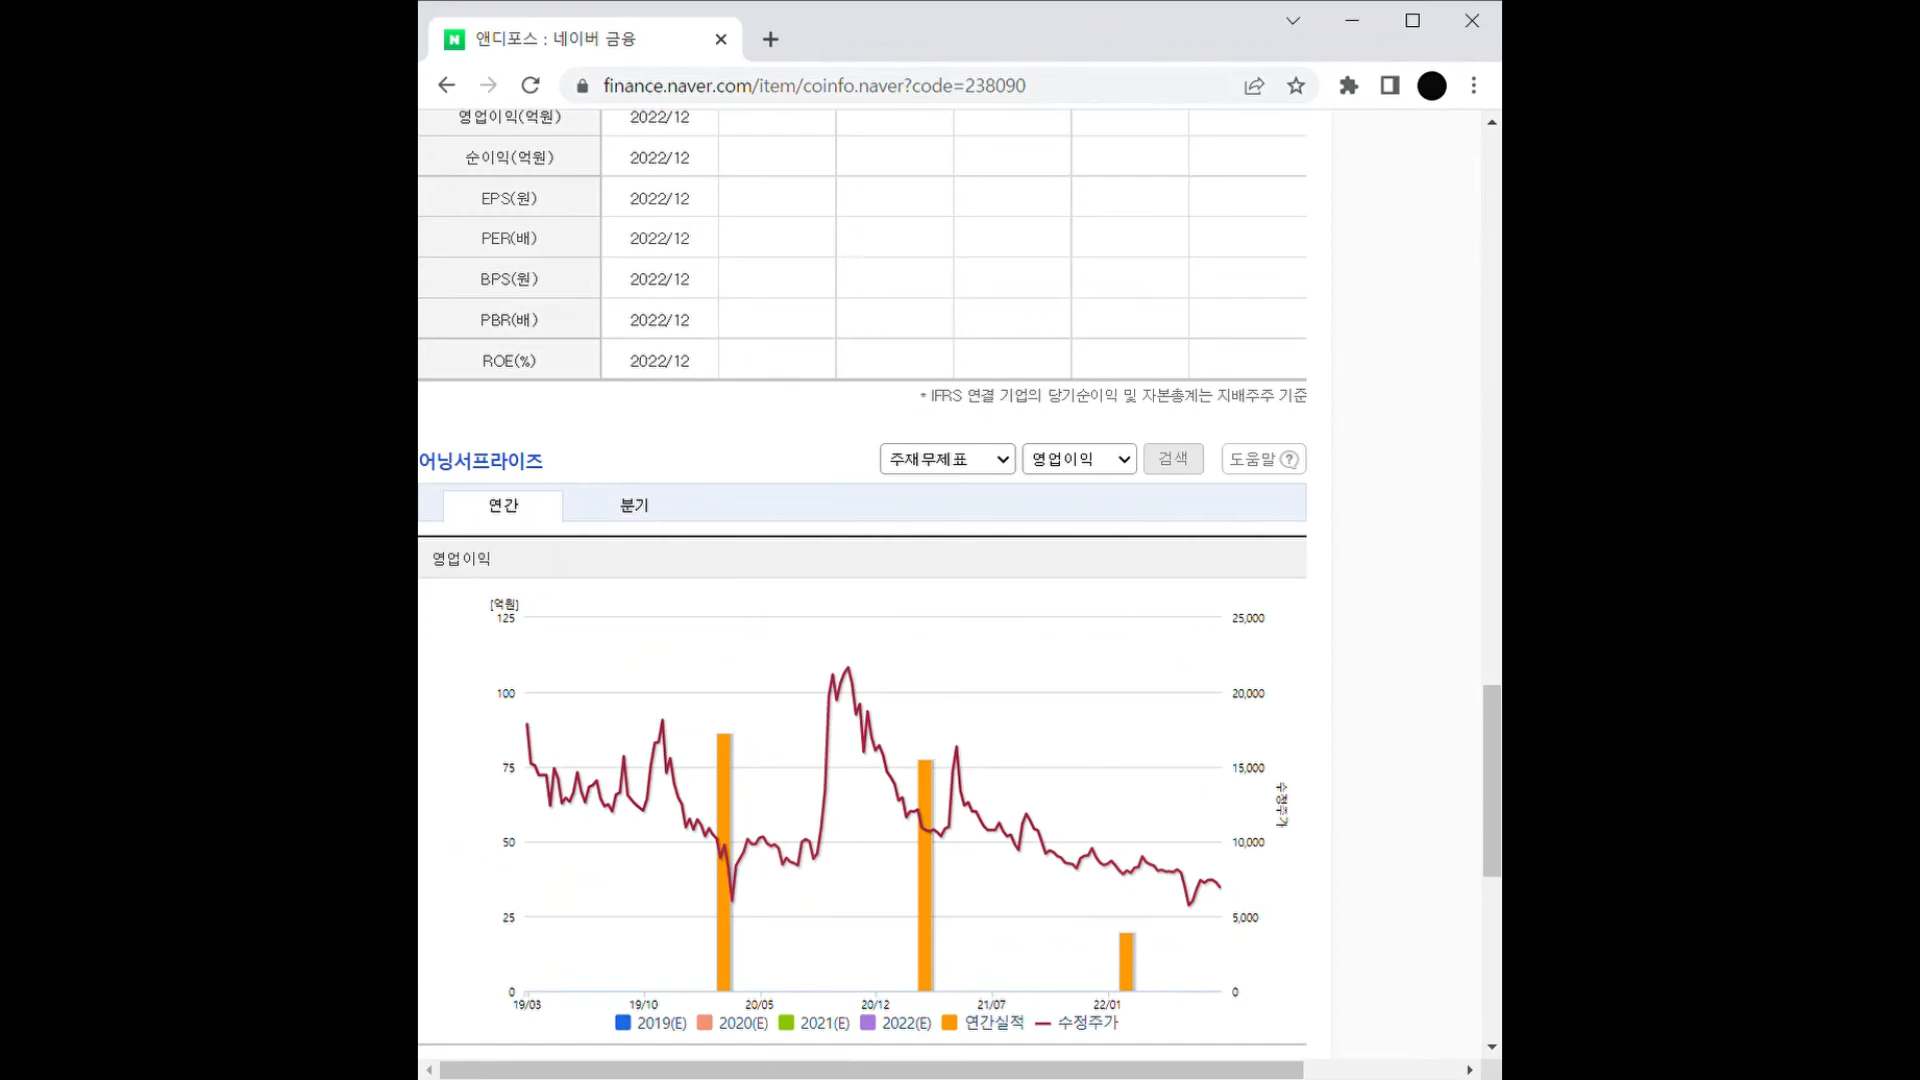 앤디포스 : 네이버 금융
finance.naver.com/item/coinfo.naver?code=238090
영업이익(억원) 2022/12
순이익(억원) 2022/12
EPS(원) 2022/12
PER(배) 2022/12
BPS(원) 2022/12
PBR(배) 2022/12
ROE(%) 2022/12
* IFRS 연결 기업의 당기순이익 및 자본총계는 지배주주 기준
어닝서프라이즈 주재무제표 영업이익 검색 도움말 ?
연간 분기
영업이익
[억원]
125 25,000
100 20,000
75 15,000
수정주가
50 10,000
25 5,000
0 0
19/03 19/10 20/05 20/12 21/07 22/01
2019(E) 2020(E) 2021(E) 2022(E) 연간실적 수정주가